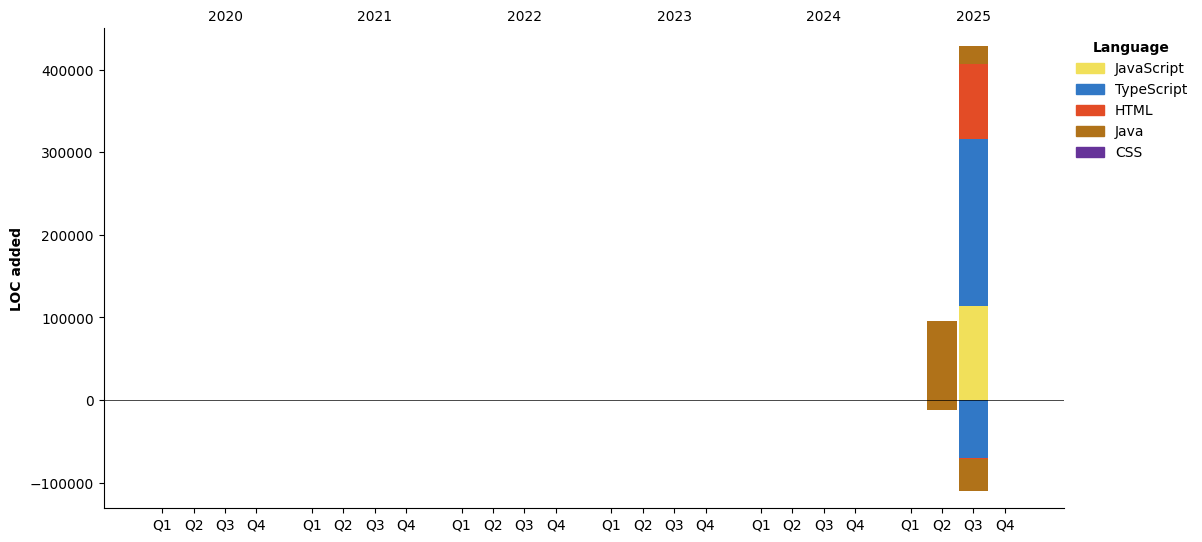 2020 2021 2022 2023 2024 2025
Language
JavaScript
TypeScript
HTML
Java
CSS
LOC added
400000
300000
200000
100000
0
−100000
Q1 Q2 Q3 Q4 Q1 Q2 Q3 Q4 Q1 Q2 Q3 Q4 Q1 Q2 Q3 Q4 Q1 Q2 Q3 Q4 Q1 Q2 Q3 Q4